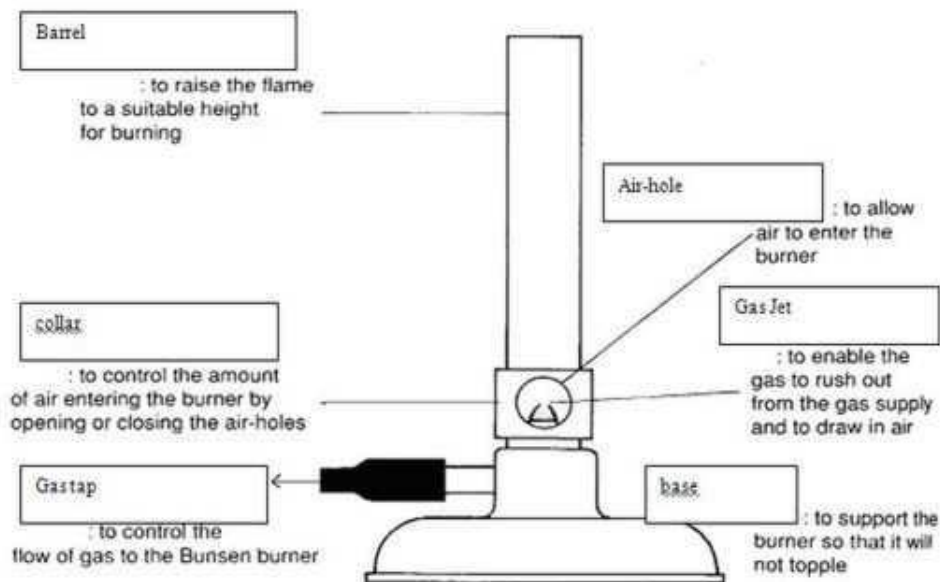 Barrel
: to raise the flame
to a suitable height
for burning
Air-hole
: to allow
air to enter the
burner
collar
: to control the amount
of air entering the burner by
opening or closing the air-holes
Gas Jet
: to enable the
gas to rush out
from the gas supply
and to draw in air
Gas tap
: to control the
flow of gas to the Bunsen burner
base
: to support the
burner so that it will
not topple